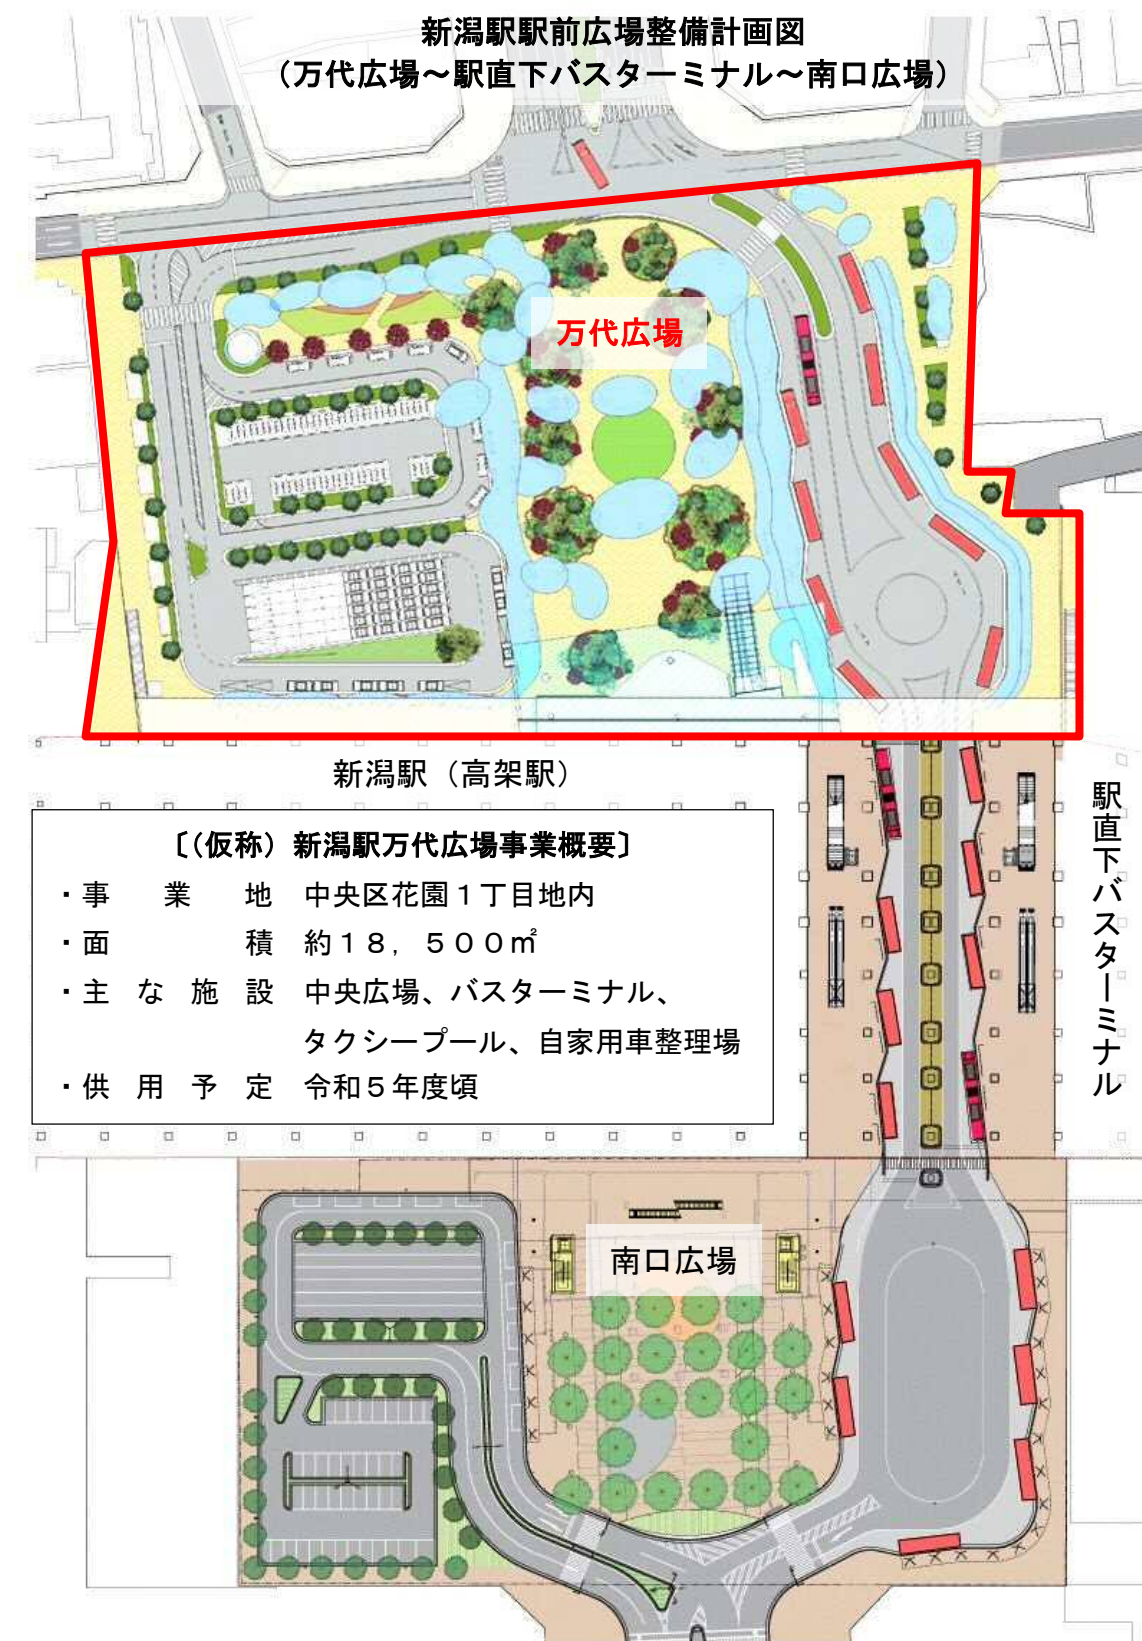 新潟駅駅前広場整備計画図
（万代広場～駅直下バスターミナル～南口広場）
万代広場
新潟駅（高架駅）
駅直下バスターミナル
〔（仮称）新潟駅万代広場事業概要〕
・事業地　中央区花園１丁目地内
・面積　約１８，５００㎡
・主な施設　中央広場、バスターミナル、
タクシープール、自家用車整理場
・供用予定　令和５年度頃
南口広場